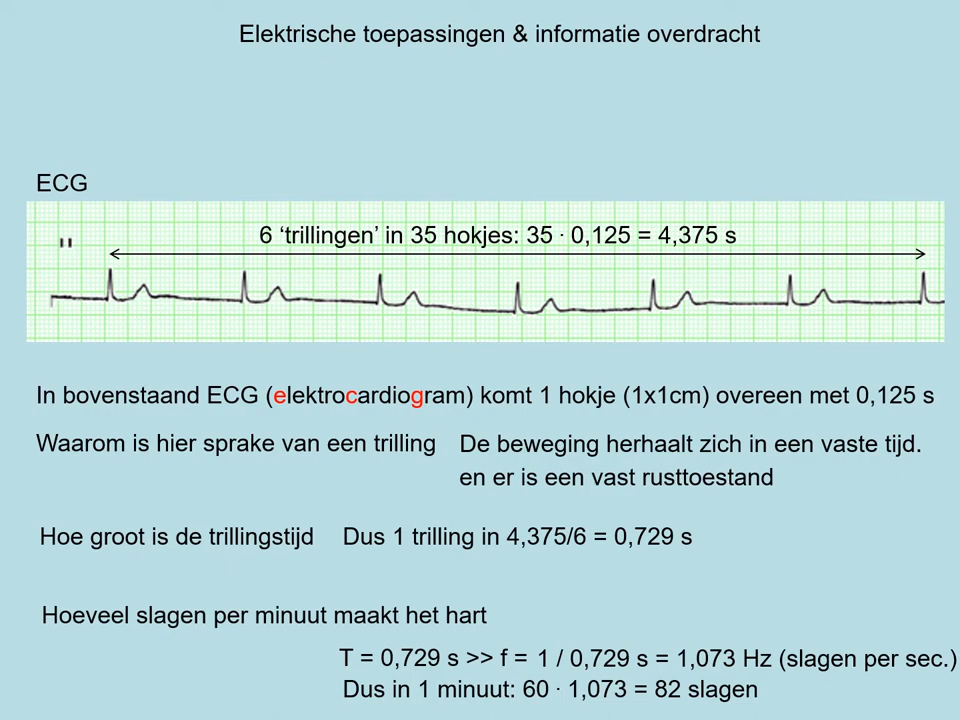 Elektrische toepassingen & informatie overdracht
ECG
II
6 ‘trillingen’ in 35 hokjes: 35 · 0,125 = 4,375 s
In bovenstaand ECG (elektrocardiogram) komt 1 hokje (1x1cm) overeen met 0,125 s
Waarom is hier sprake van een trilling De beweging herhaalt zich in een vaste tijd.
en er is een vast rusttoestand
Hoe groot is de trillingstijd Dus 1 trilling in 4,375/6 = 0,729 s
Hoeveel slagen per minuut maakt het hart
T = 0,729 s >> f = 1 / 0,729 s = 1,073 Hz (slagen per sec.)
Dus in 1 minuut: 60 · 1,073 = 82 slagen